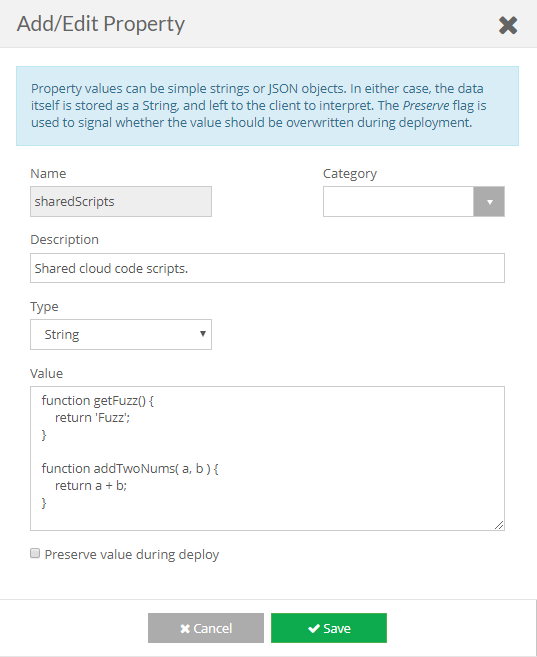 Add/Edit Property
Property values can be simple strings or JSON objects. In either case, the data
itself is stored as a String, and left to the client to interpret. The Preserve flag is
used to signal whether the value should be overwritten during deployment.
Name
Category
sharedScripts
Description
Shared cloud code scripts.
Type
String
Value
function getFuzz() {
return 'Fuzz';
}
function addTwoNums( a, b ) {
return a + b;
}
Preserve value during deploy
Cancel
Save